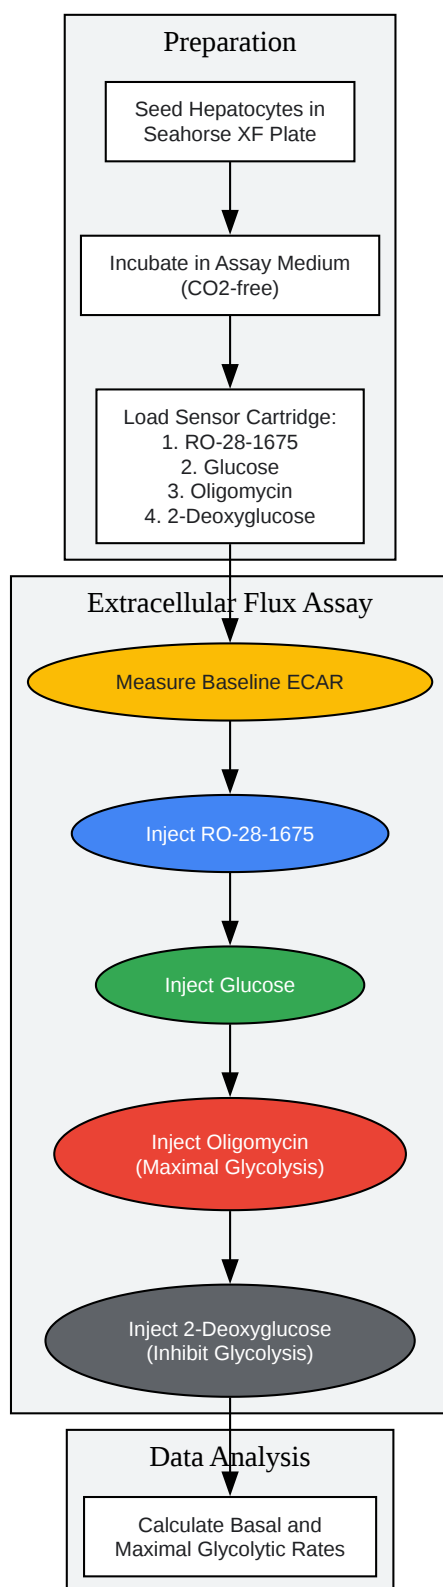 Preparation
Seed Hepatocytes in
Seahorse XF Plate
Incubate in Assay Medium
(CO2-free)
Load Sensor Cartridge:
1. RO-28-1675
2. Glucose
3. Oligomycin
4. 2-Deoxyglucose
Extracellular Flux Assay
Measure Baseline ECAR
Inject RO-28-1675
Inject Glucose
Inject Oligomycin
(Maximal Glycolysis)
Inject 2-Deoxyglucose
(Inhibit Glycolysis)
Data Analysis
Calculate Basal and
Maximal Glycolytic Rates